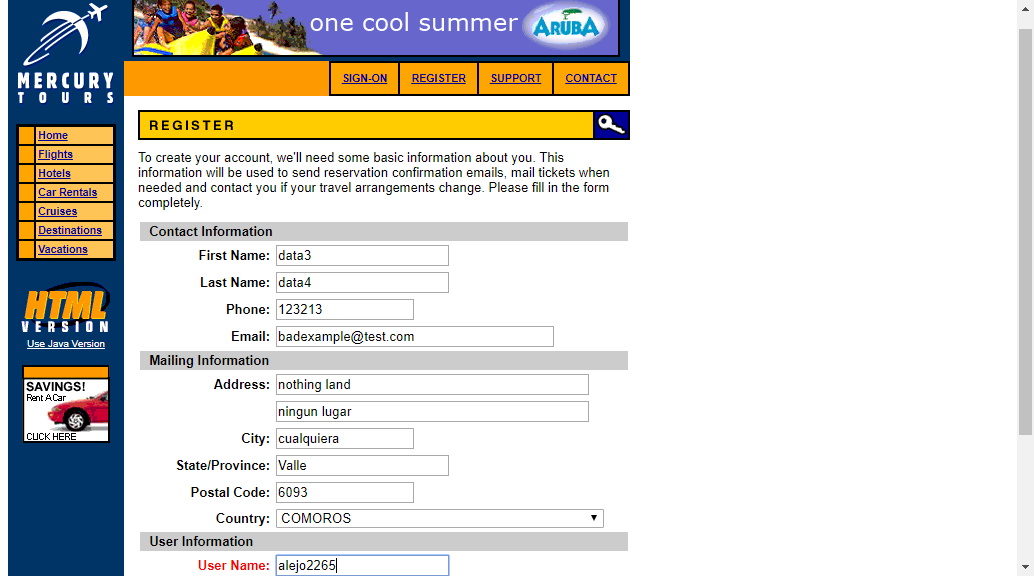 one cool summer ARUBA
MERCURY
TOURS
SIGN-ON REGISTER SUPPORT CONTACT
Home
Flights
Hotels
Car Rentals
Cruises
Destinations
Vacations
HTML
VERSION
Use Java Version
SAVINGS!
Rent A Car
CLICK HERE
REGISTER
To create your account, we'll need some basic information about you. This
information will be used to send reservation confirmation emails, mail tickets when
needed and contact you if your travel arrangements change. Please fill in the form
completely.
Contact Information
First Name: data3
Last Name: data4
Phone: 123213
Email: badexample@test.com
Mailing Information
Address: nothing land
ningun lugar
City: cualquiera
State/Province: Valle
Postal Code: 6093
Country: COMOROS
User Information
User Name: alejo2265